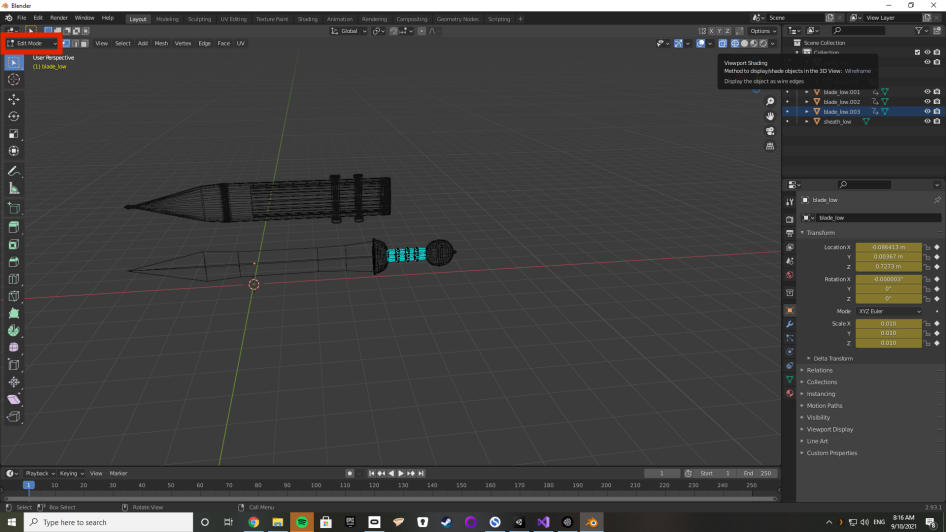 Blender
File Edit Render Window Help Layout Modeling Sculpting UV Editing Texture Paint Shading Animation Rendering Compositing Geometry Nodes Scripting + Scene View Layer
Global Options
Edit Mode View Select Add Mesh Vertex Edge Face UV X Y Z Scene Collection
User Perspective
(1) blade_low
Viewport Shading
Method to display/shade objects in the 3D View: Wireframe
Display the object as wire edges
blade_low.001
blade_low.002
blade_low.003
sheath_low
blade_low
blade_low
Transform
Location X -0.086413 m
Y 0.00367 m
Z 0.7273 m
Rotation X -0.000003°
Y 0°
Z 0°
Mode XYZ Euler
Scale X 0.010
Y 0.010
Z 0.010
Delta Transform
Relations
Collections
Instancing
Motion Paths
Visibility
Viewport Display
Line Art
Custom Properties
Playback Keying View Marker 1 Start 1 End 250
1 10 20 30 40 50 60 70 80 90 100 110 120 130 140 150 160 170 180 190 200 210 220 230 240 250
Select Box Select Rotate View Call Menu 2.93.1
Type here to search ENG 8:16 AM
9/10/2021